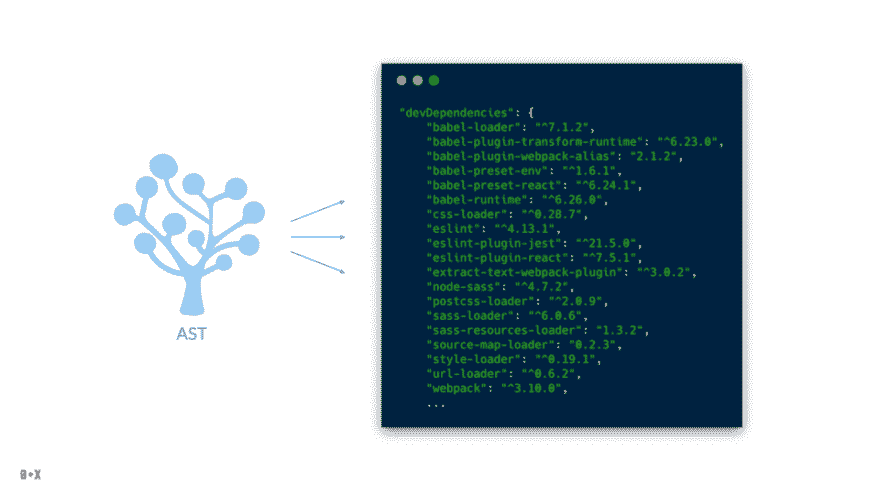 AST
"devDependencies": {
"babel-loader": "^7.1.2",
"babel-plugin-transform-runtime": "^6.23.0",
"babel-plugin-webpack-alias": "2.1.2",
"babel-preset-env": "^1.6.1",
"babel-preset-react": "^6.24.1",
"babel-runtime": "^6.26.0",
"css-loader": "^0.28.7",
"eslint": "^4.13.1",
"eslint-plugin-jest": "^21.5.0",
"eslint-plugin-react": "^7.5.1",
"extract-text-webpack-plugin": "^3.0.2",
"node-sass": "^4.7.2",
"postcss-loader": "^2.0.9",
"sass-loader": "^6.0.6",
"sass-resources-loader": "1.3.2",
"source-map-loader": "0.2.3",
"style-loader": "^0.19.1",
"url-loader": "^0.6.2",
"webpack": "^3.10.0",
...